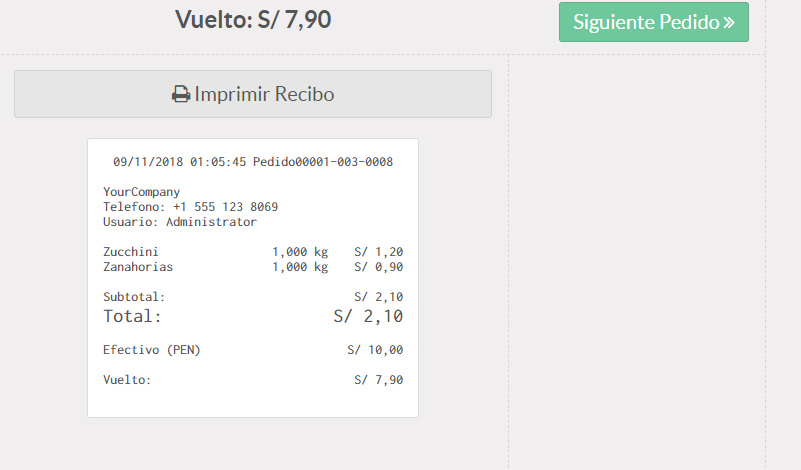 Vuelto: S/ 7,90
Siguiente Pedido »
Imprimir Recibo
09/11/2018 01:05:45 Pedido00001-003-0008
YourCompany
Telefono: +1 555 123 8069
Usuario: Administrator
Zucchini 1,000 kg S/ 1,20
Zanahorias 1,000 kg S/ 0,90
Subtotal: S/ 2,10
Total: S/ 2,10
Efectivo (PEN) S/ 10,00
Vuelto: S/ 7,90